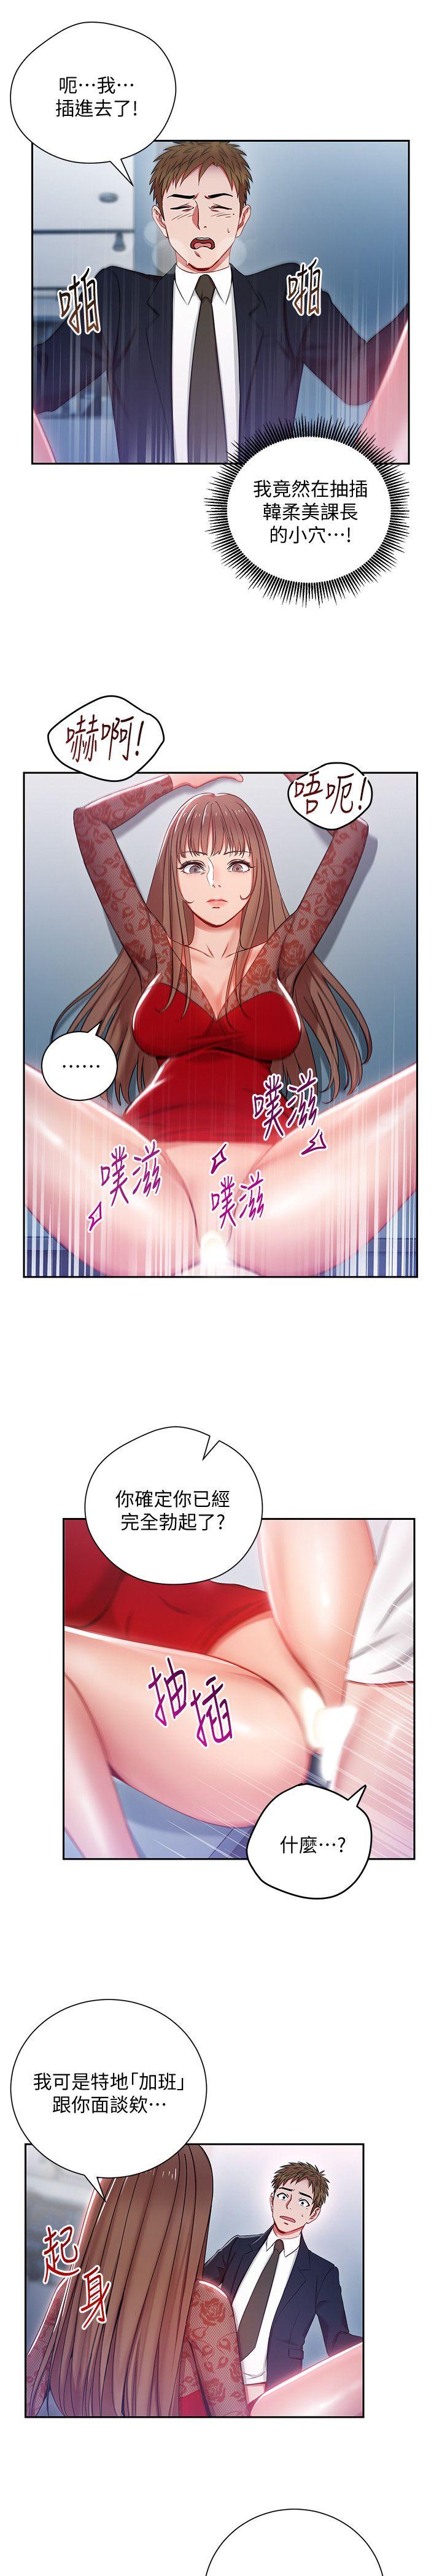 呃⋯我⋯
插進去了!
啪
啪
我竟然在抽插
韓柔美課長
的小穴⋯!
嚇啊!
唔呃!
⋯⋯
噗滋
噗滋
噗滋
你確定你已經
完全勃起了?
抽插
什麼⋯?
我可是特地「加班」
跟你面談欸⋯
起身